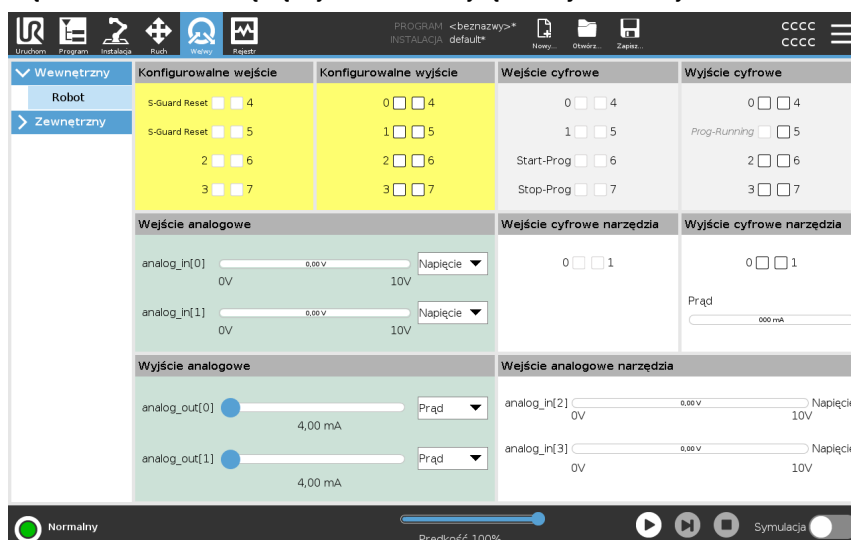 UR
Uruchom Program Instalacja Ruch We/wy Rejestr
PROGRAM <beznazwy>*
INSTALACJA default*
Nowy... Otwórz... Zapisz...
cccc
cccc
Wewnętrzny
Robot
Zewnętrzny
Konfigurowalne wejście
S-Guard Reset 4
S-Guard Reset 5
2 6
3 7
Konfigurowalne wyjście
0 4
1 5
2 6
3 7
Wejście cyfrowe
0 4
1 5
Start-Prog 6
Stop-Prog 7
Wyjście cyfrowe
0 4
Prog-Running 5
2 6
3 7
Wejście analogowe
analog_in[0] 0,00 V Napięcie
0V 10V
analog_in[1] 0,00 V Napięcie
0V 10V
Wejście cyfrowe narzędzia
0 1
Wyjście cyfrowe narzędzia
0 1
Prąd
000 mA
Wyjście analogowe
analog_out[0] Prąd
4,00 mA
analog_out[1] Prąd
4,00 mA
Wejście analogowe narzędzia
analog_in[2] 0,00 V Napięcie
0V 10V
analog_in[3] 0,00 V Napięcie
0V 10V
Normalny
Prędkość 100%
Symulacja